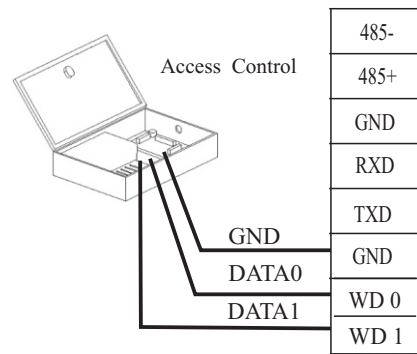 485-
Access Control
485+
GND
RXD
TXD
GND
GND
DATA0
WD 0
DATA1
WD 1